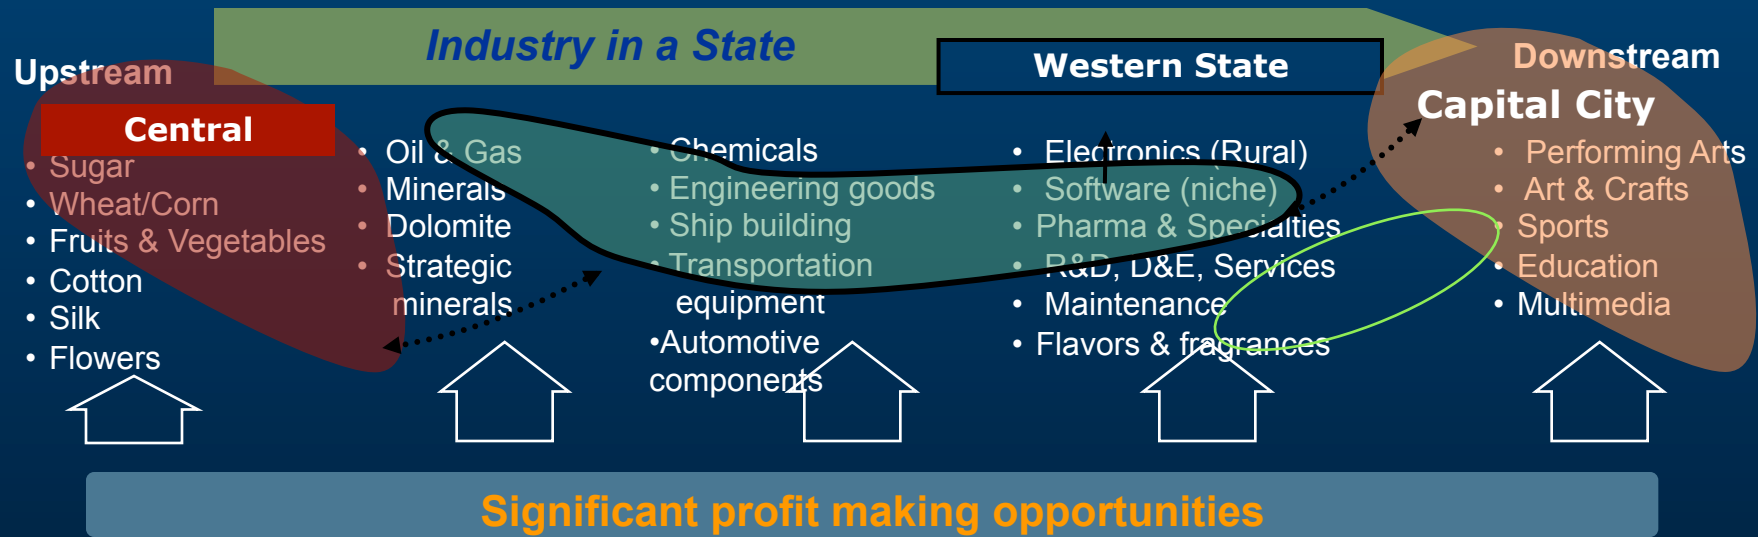 Industry in a State
Upstream
Western State
Downstream
Central
Capital City
• Sugar
• Wheat/Corn
• Fruits & Vegetables
• Cotton
• Silk
• Flowers
• Oil & Gas
• Minerals
• Dolomite
• Strategic
minerals
• Chemicals
• Engineering goods
• Ship building
• Transportation
equipment
•Automotive
components
• Electronics (Rural)
• Software (niche)
• Pharma & Specialties
• R&D, D&E, Services
• Maintenance
• Flavors & fragrances
• Performing Arts
• Art & Crafts
• Sports
• Education
• Multimedia
Significant profit making opportunities